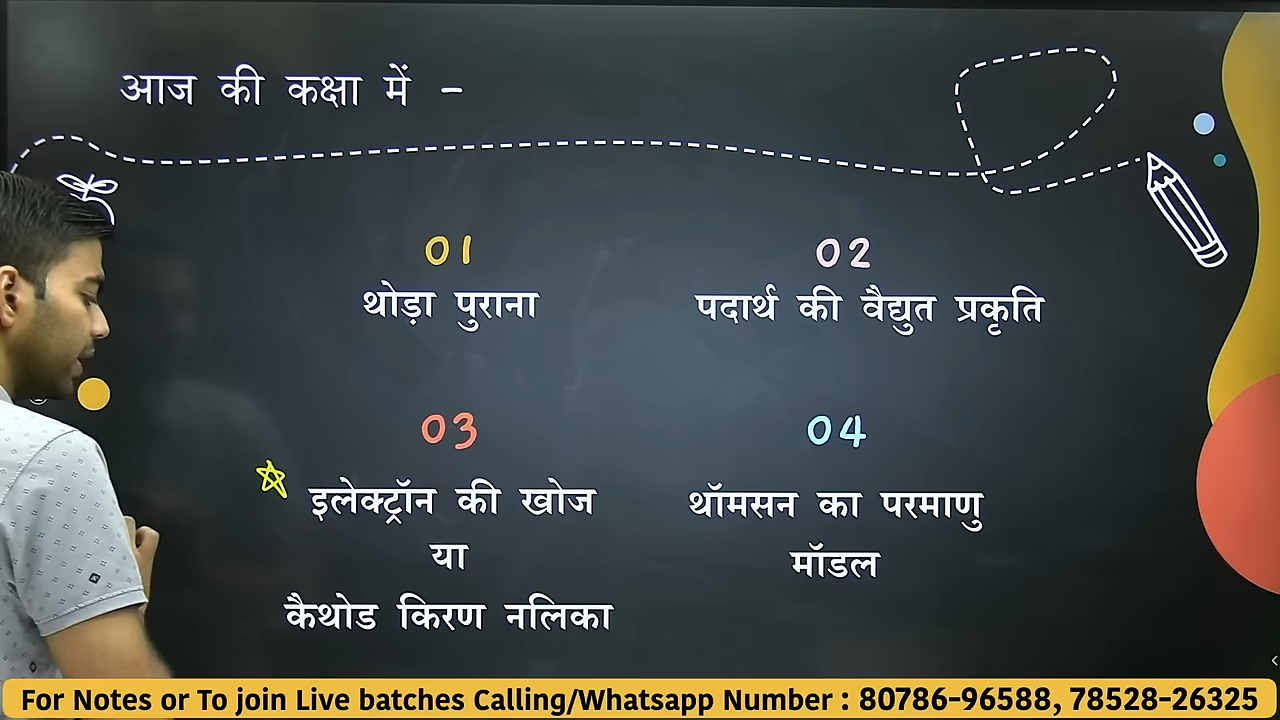 आज की कक्षा में -
01
थोड़ा पुराना
02
पदार्थ की वैद्युत प्रकृति
03
इलेक्ट्रॉन की खोज
या
कैथोड किरण नलिका
04
थॉमसन का परमाणु
मॉडल
For Notes or To join Live batches Calling/Whatsapp Number : 80786-96588, 78528-26325